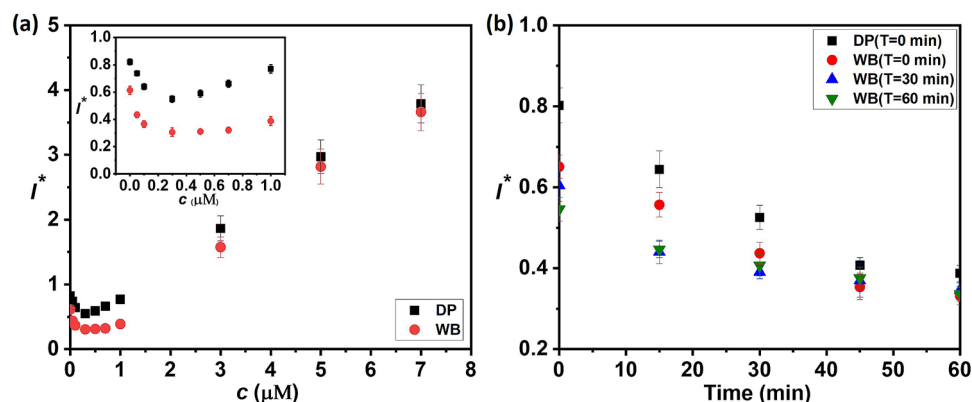 (a)
5
4
3
2
1
0
I*
0 1 2 3 4 5 6 7 8
c (μM)
1.0
0.8
0.6
0.4
0.2
0.0
I*
0.0 0.2 0.4 0.6 0.8 1.0
c (μM)
DP
WB
(b)
1.0
0.8
0.6
0.4
0.2
I*
0 10 20 30 40 50 60
Time (min)
DP(T=0 min)
WB(T=0 min)
WB(T=30 min)
WB(T=60 min)